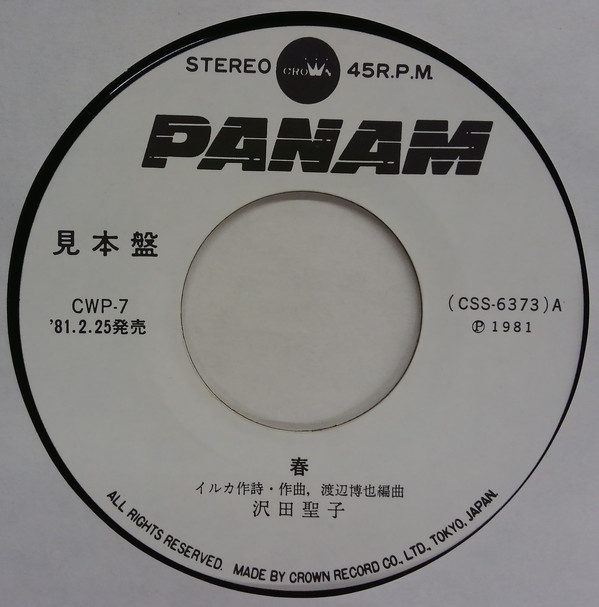 STEREO CROWN 45R.P.M.
PANAM
見本盤
CWP-7
'81.2.25発売
(CSS-6373)A
Ⓟ 1981
春
イルカ作詩・作曲, 渡辺博也編曲
沢田聖子
ALL RIGHTS RESERVED. MADE BY CROWN RECORD CO., LTD., TOKYO, JAPAN.